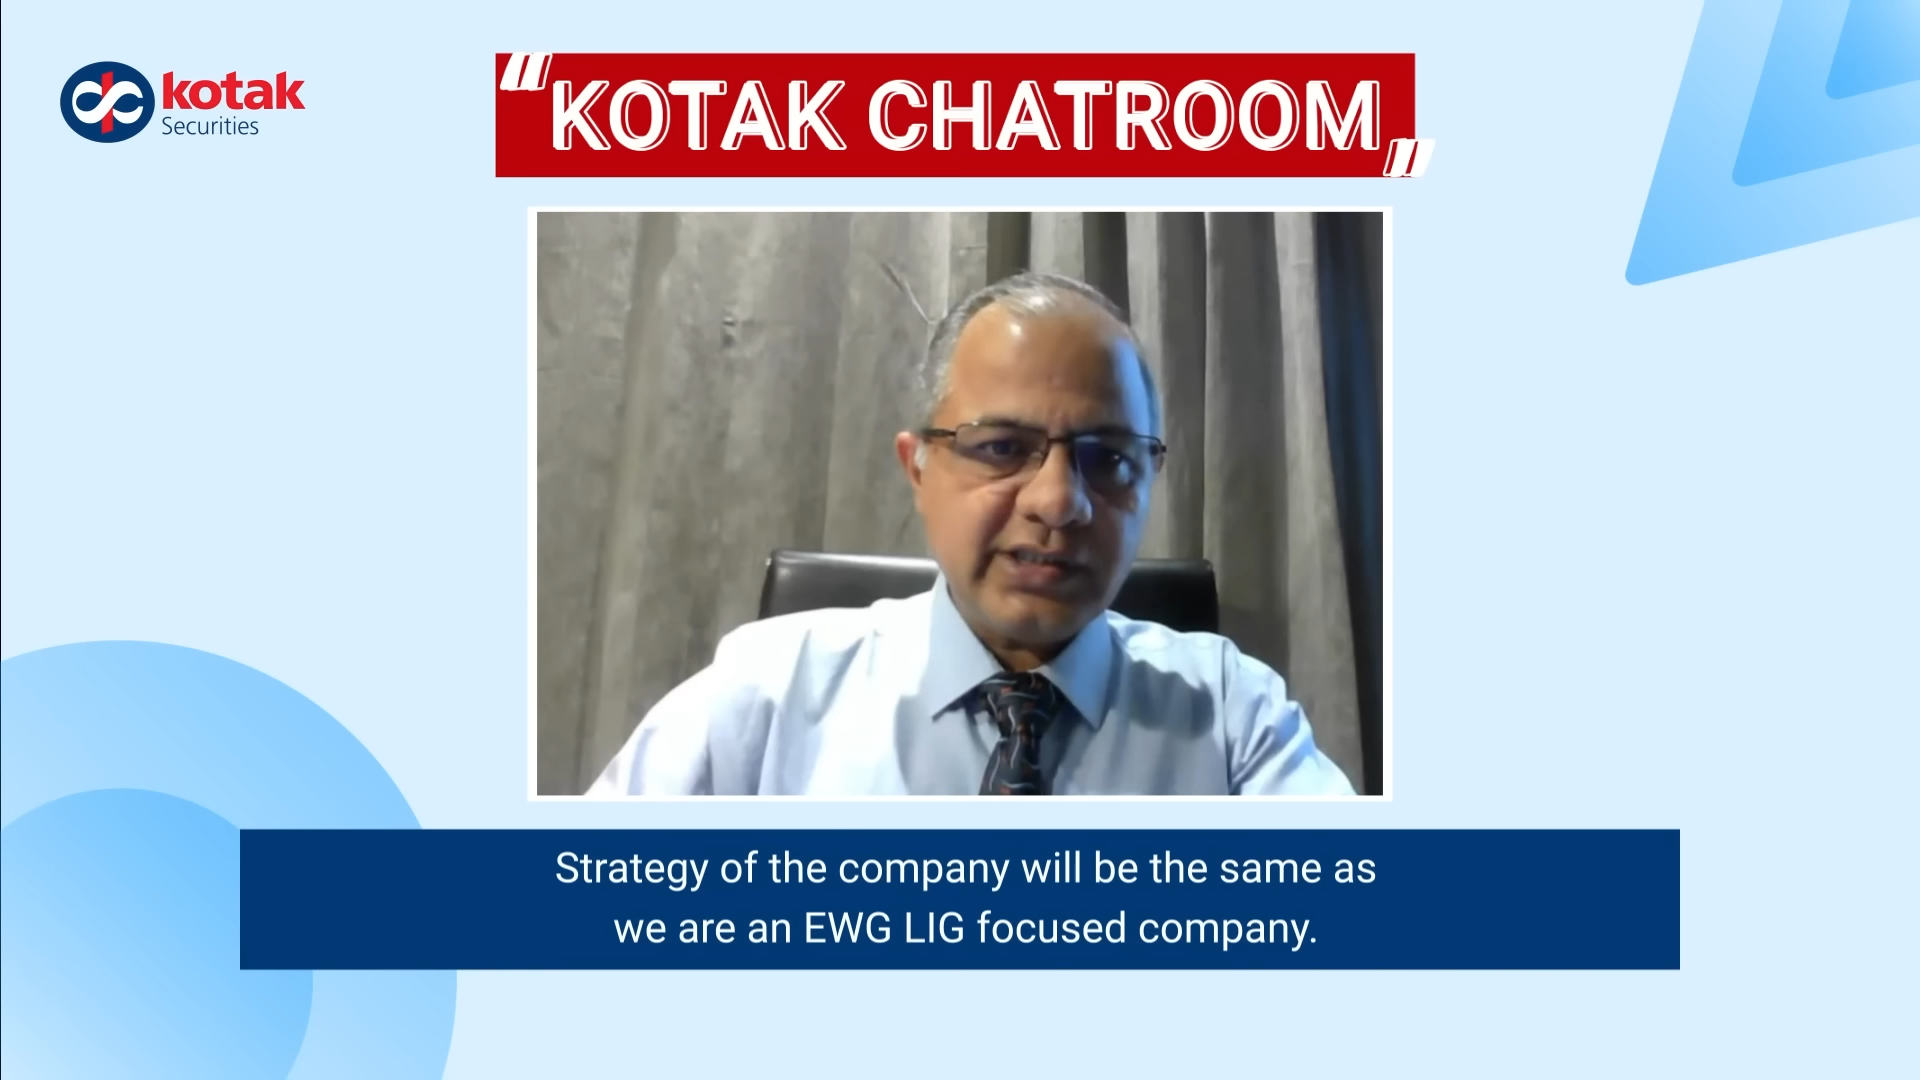 kotak
Securities
"KOTAK CHATROOM"
Strategy of the company will be the same as
we are an EWG LIG focused company.